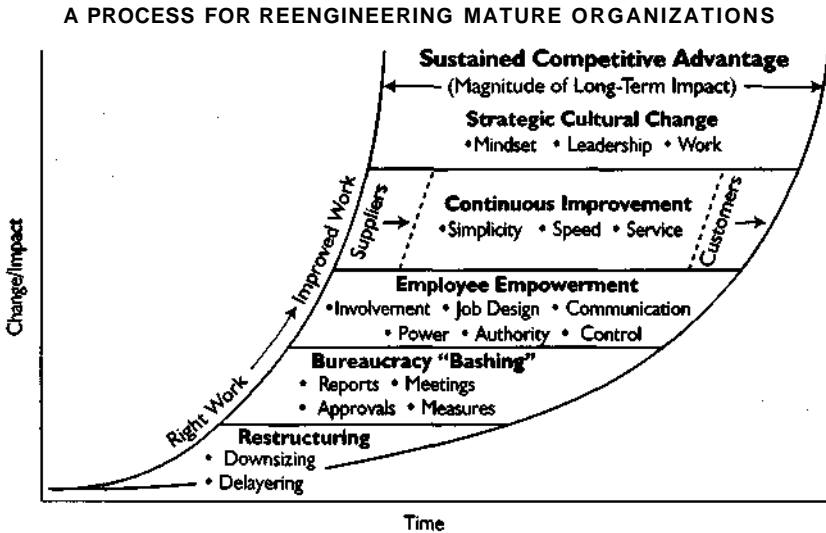 A PROCESS FOR REENGINEERING MATURE ORGANIZATIONS
Sustained Competitive Advantage
(Magnitude of Long-Term Impact)
Strategic Cultural Change
•Mindset • Leadership • Work
Suppliers
Continuous Improvement
•Simplicity • Speed • Service
Customers
Employee Empowerment
•Involvement • Job Design • Communication
•Power • Authority • Control
Bureaucracy "Bashing"
• Reports • Meetings
• Approvals • Measures
Restructuring
• Downsizing
• Delayering
Right Work
Improved Work
Change/Impact
Time